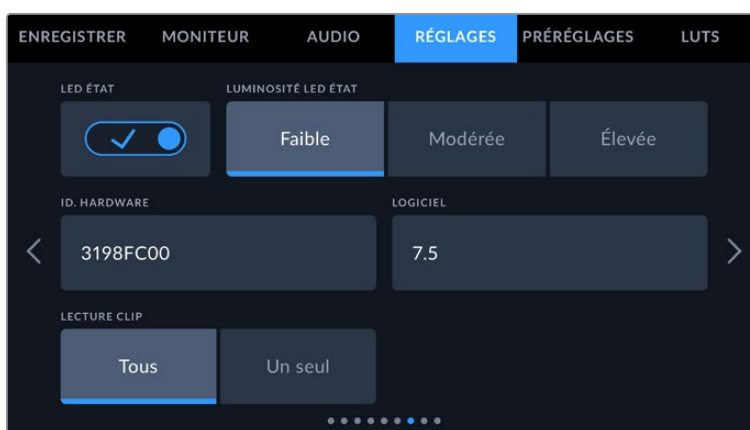 ENREGISTRER MONITEUR AUDIO RÉGLAGES PRÉRÉGLAGES LUTS
LED ÉTAT LUMINOSITÉ LED ÉTAT
Faible Modérée Élevée
ID. HARDWARE LOGICIEL
3198FC00 7.5
LECTURE CLIP
Tous Un seul